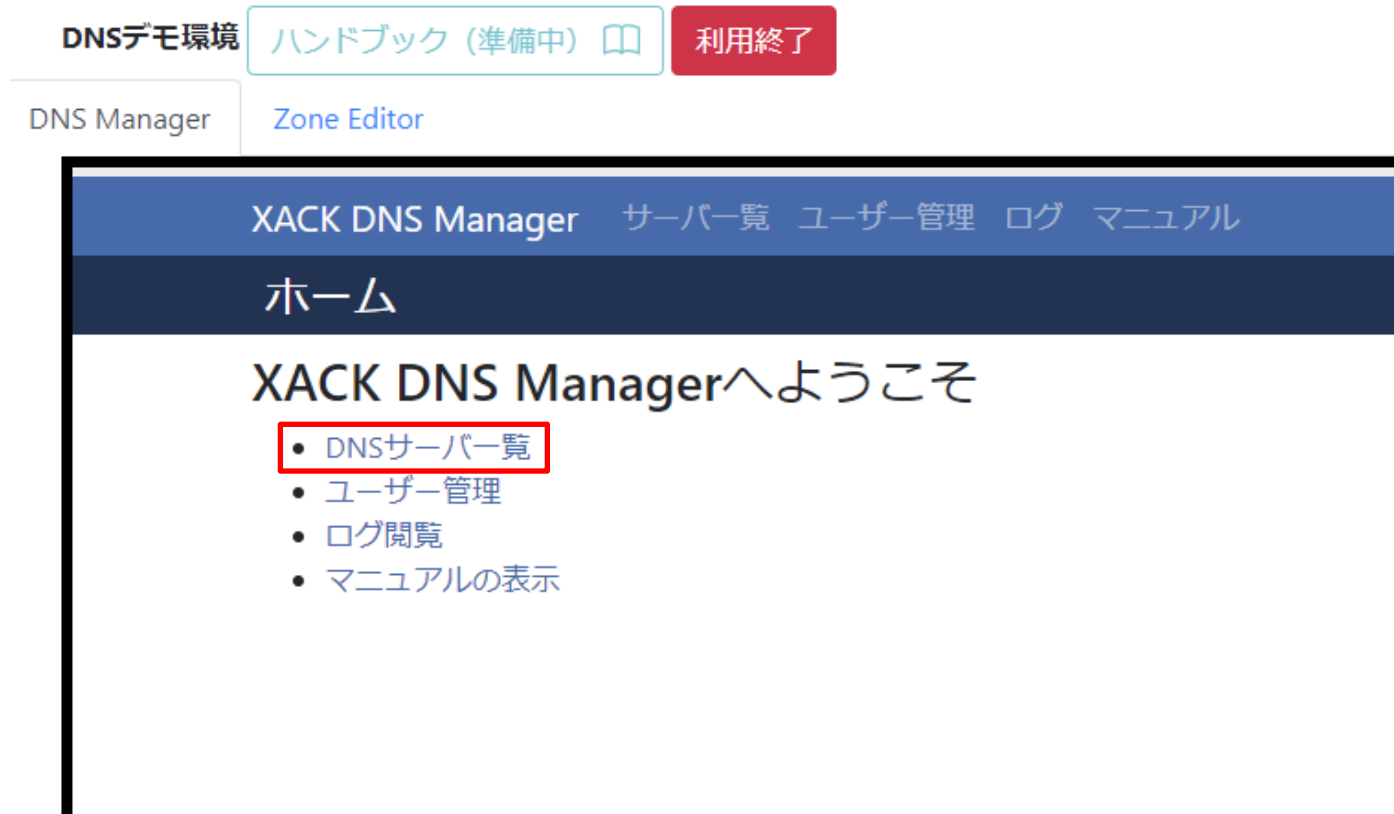 DNSデモ環境 ハンドブック (準備中) 利用終了
DNS Manager Zone Editor
XACK DNS Manager サーバ一覧 ユーザー管理 ログ マニュアル
ホーム
XACK DNS Managerへようこそ
DNSサーバ一覧
ユーザー管理
ログ閲覧
マニュアルの表示